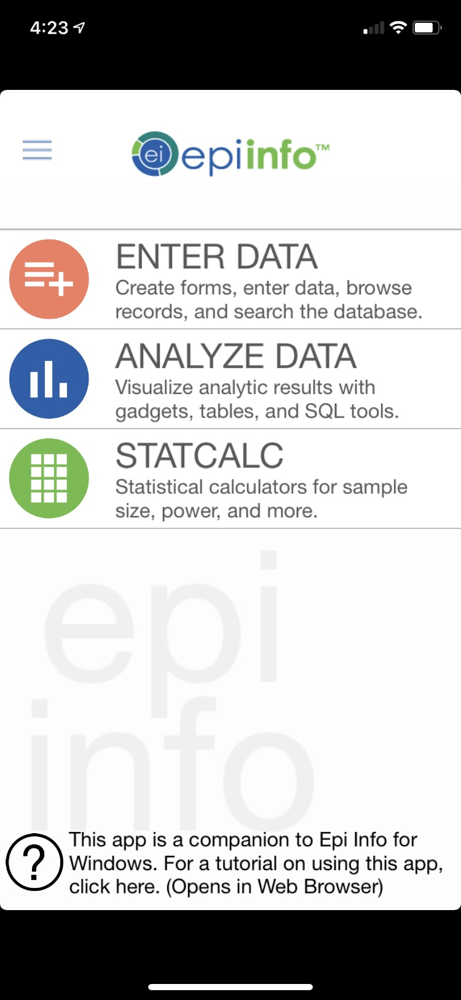 4:23
ei epi info™
ENTER DATA
Create forms, enter data, browse
records, and search the database.
ANALYZE DATA
Visualize analytic results with
gadgets, tables, and SQL tools.
STATCALC
Statistical calculators for sample
size, power, and more.
epi
info
?
This app is a companion to Epi Info for
Windows. For a tutorial on using this app,
click here. (Opens in Web Browser)